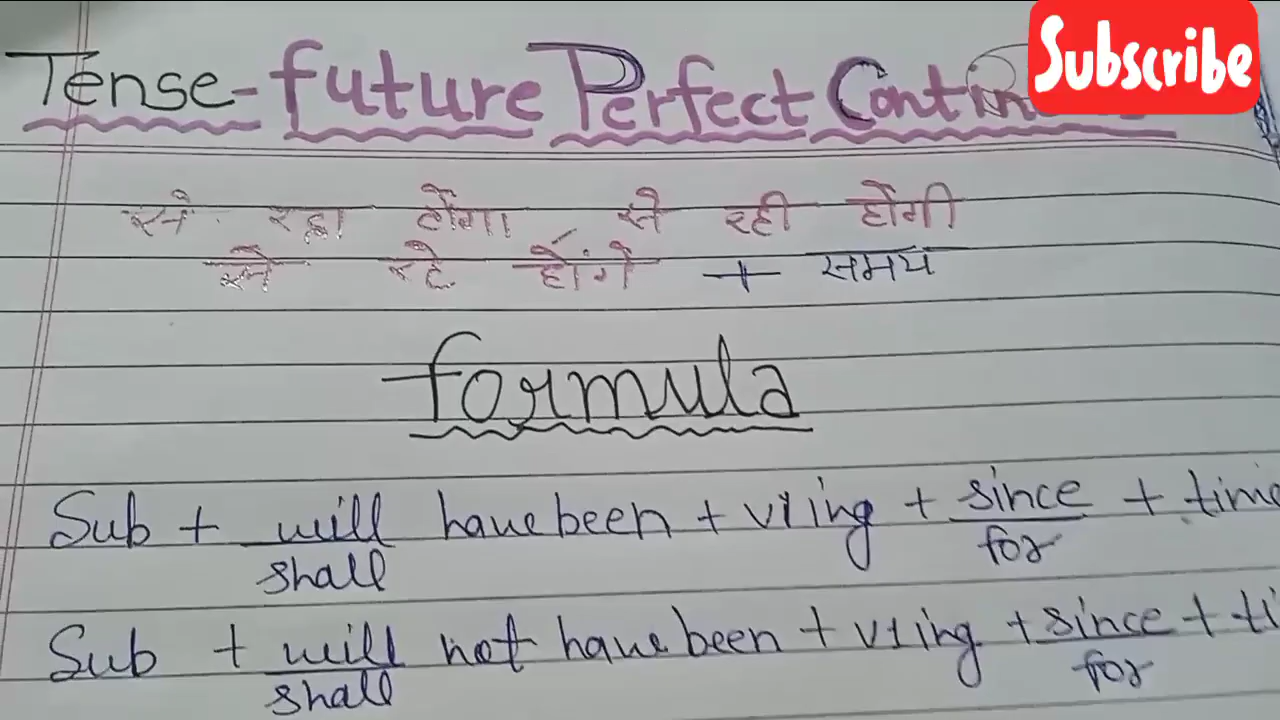 Tense-future Perfect Contin
Subscribe
से रहा होंगा से रही होंगी
से रहे होंगे + समय
formula
Sub + will/shall have been + v1 ing + since/for + time
Sub + will/shall not have been + v1 ing + since/for + ti